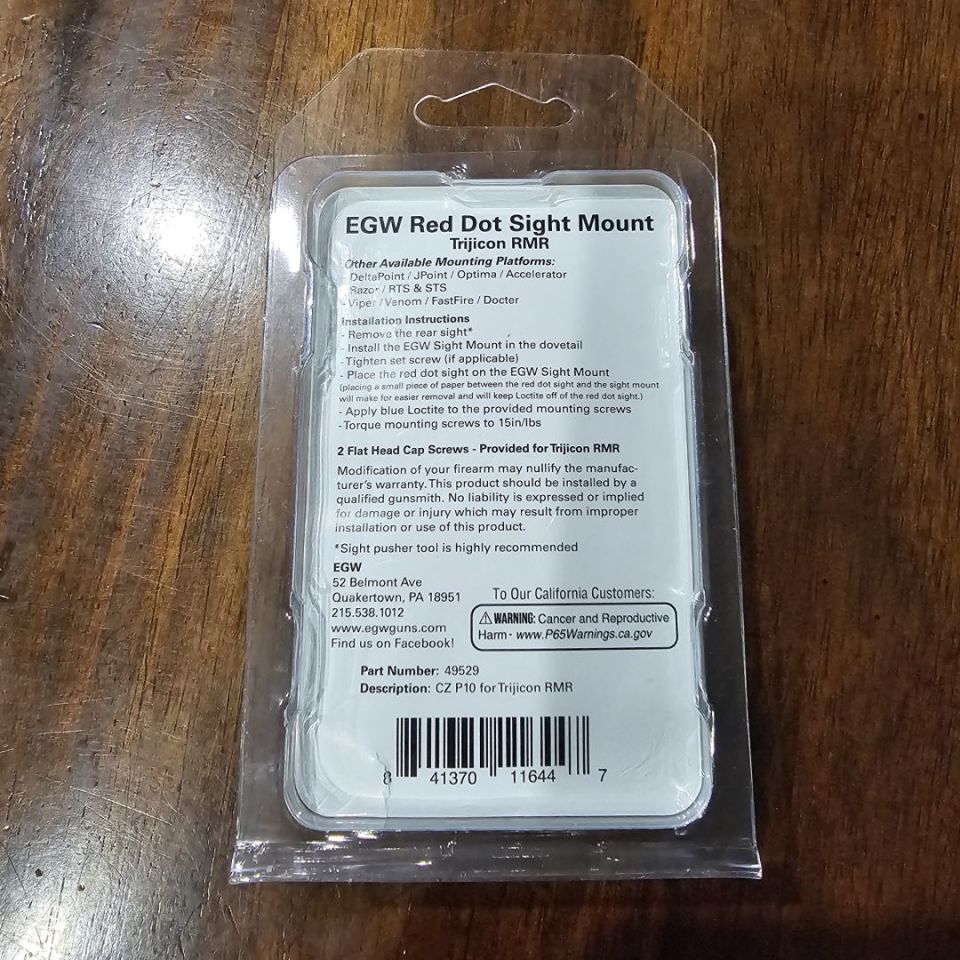 EGW Red Dot Sight Mount
Trijicon RMR
Other Available Mounting Platforms:
- DeltaPoint / JPoint / Optima / Accelerator
- Razor / RTS & STS
- Viper / Venom / FastFire / Docter
Installation Instructions
- Remove the rear sight*
- Install the EGW Sight Mount in the dovetail
- Tighten set screw (if applicable)
- Place the red dot sight on the EGW Sight Mount
(placing a small piece of paper between the red dot sight and the sight mount
will make for easier removal and will keep Loctite off of the red dot sight.)
- Apply blue Loctite to the provided mounting screws
- Torque mounting screws to 15in/lbs
2 Flat Head Cap Screws - Provided for Trijicon RMR
Modification of your firearm may nullify the manufac-
turer's warranty. This product should be installed by a
qualified gunsmith. No liability is expressed or implied
for damage or injury which may result from improper
installation or use of this product.
*Sight pusher tool is highly recommended
EGW
52 Belmont Ave
Quakertown, PA 18951
215.538.1012
www.egwguns.com
Find us on Facebook!
To Our California Customers:
⚠ WARNING: Cancer and Reproductive
Harm - www.P65Warnings.ca.gov
Part Number: 49529
Description: CZ P10 for Trijicon RMR
8 41370 11644 7